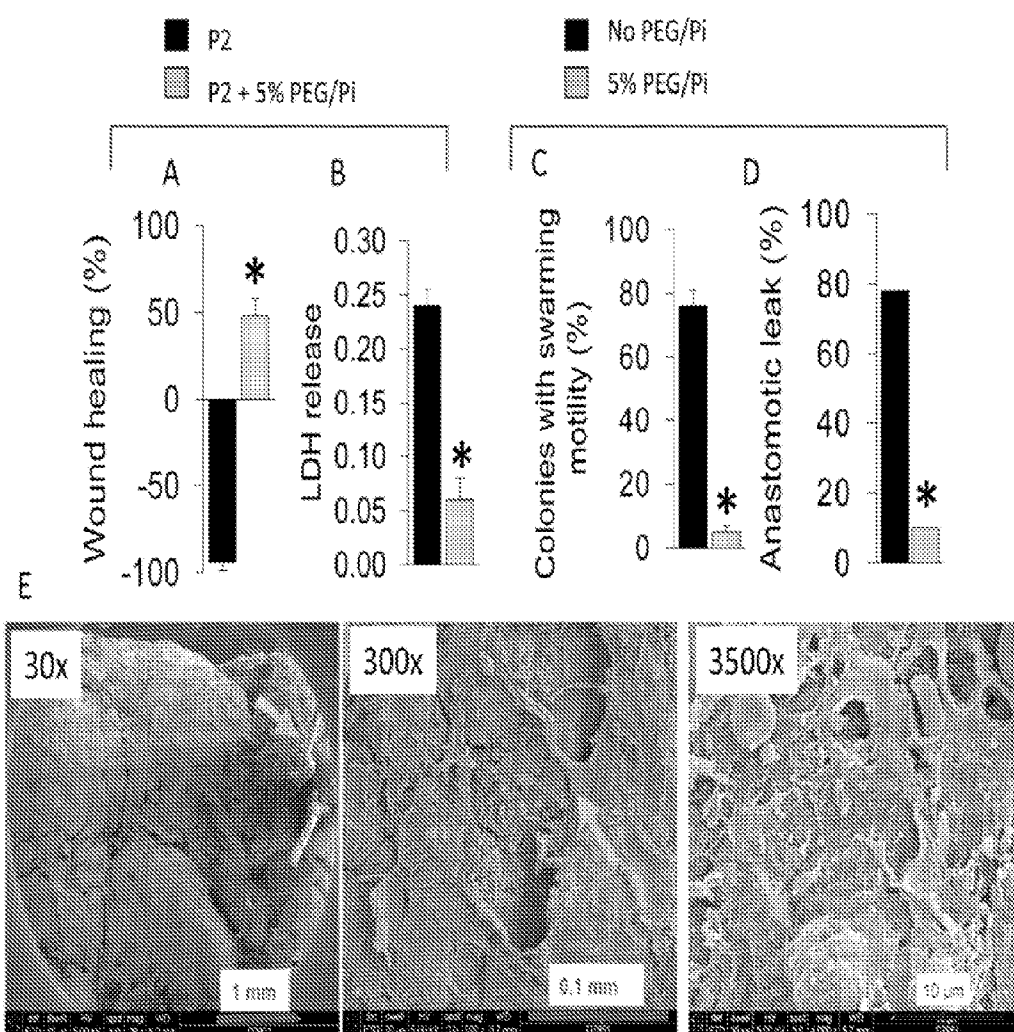 P2
P2 + 5% PEG/Pi
No PEG/Pi
5% PEG/Pi
A
Wound healing (%)
100
50
0
-50
-100
*
B
LDH release
0.30
0.25
0.20
0.15
0.10
0.05
0.00
*
C
Colonies with swarming
motility (%)
100
80
60
40
20
0
*
D
Anastomotic leak (%)
100
80
60
40
20
0
*
E
30x
1 mm
300x
0.1 mm
3500x
10 µm